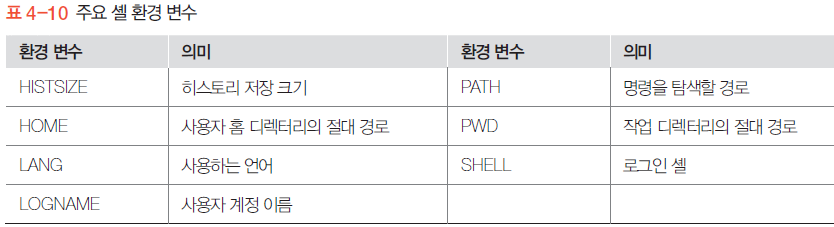 표 4-10 주요 셸 환경 변수
환경 변수 의미 환경 변수 의미
HISTSIZE 히스토리 저장 크기 PATH 명령을 탐색할 경로
HOME 사용자 홈 디렉터리의 절대 경로 PWD 작업 디렉터리의 절대 경로
LANG 사용하는 언어 SHELL 로그인 셸
LOGNAME 사용자 계정 이름